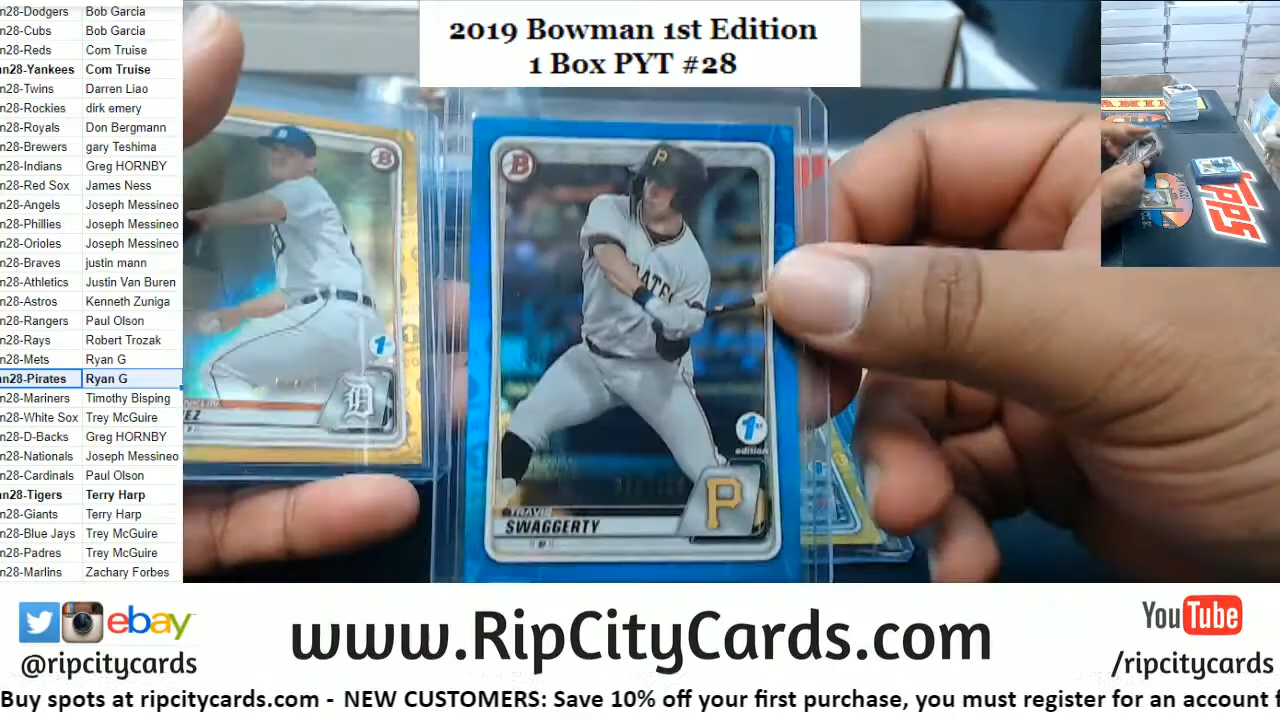 2019 Bowman 1st Edition
1 Box PYT #28
n28-Dodgers Bob Garcia
n28-Cubs Bob Garcia
n28-Reds Com Truise
an28-Yankees Com Truise
n28-Twins Darren Liao
n28-Rockies dirk emery
n28-Royals Don Bergmann
n28-Brewers gary Teshima
n28-Indians Greg HORNBY
n28-Red Sox James Ness
n28-Angels Joseph Messineo
n28-Phillies Joseph Messineo
n28-Orioles Joseph Messineo
n28-Braves justin mann
n28-Athletics Justin Van Buren
n28-Astros Kenneth Zuniga
n28-Rangers Paul Olson
n28-Rays Robert Trozak
n28-Mets Ryan G
an28-Pirates Ryan G
n28-Mariners Timothy Bisping
n28-White Sox Trey McGuire
n28-D-Backs Greg HORNBY
n28-Nationals Joseph Messineo
n28-Cardinals Paul Olson
an28-Tigers Terry Harp
n28-Giants Terry Harp
n28-Blue Jays Trey McGuire
n28-Padres Trey McGuire
n28-Marlins Zachary Forbes
D
B
1st
D
EZ
B
P
1st
edition
P
TRAVIS
SWAGGERTY
TOPPS
ebay
@ripcitycards
www.RipCityCards.com
YouTube
/ripcitycards
Buy spots at ripcitycards.com - NEW CUSTOMERS: Save 10% off your first purchase, you must register for an account f